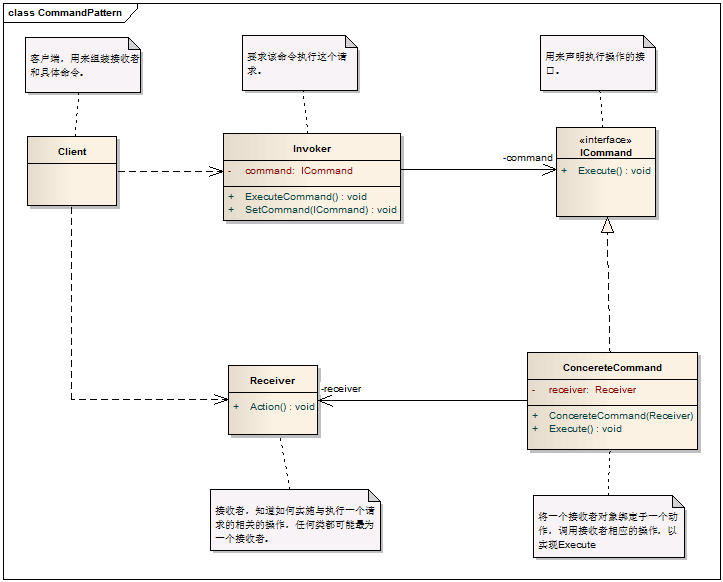 class CommandPattern
客户端，用来组装接收者
和具体命令。
要求该命令执行这个请
求。
用来声明执行操作的接
口。
Client
Invoker
- command: ICommand
+ ExecuteCommand() : void
+ SetCommand(ICommand) : void
-command
«interface»
ICommand
+ Execute() : void
Receiver
+ Action() : void
-receiver
ConcereteCommand
- receiver: Receiver
+ ConcereteCommand(Receiver)
+ Execute() : void
接收者，知道如何实施与执行一个请
求的相关的操作，任何类都可能最为
一个接收者。
将一个接收者对象绑定于一个动
作，调用接收者相应的操作，以
实现Execute